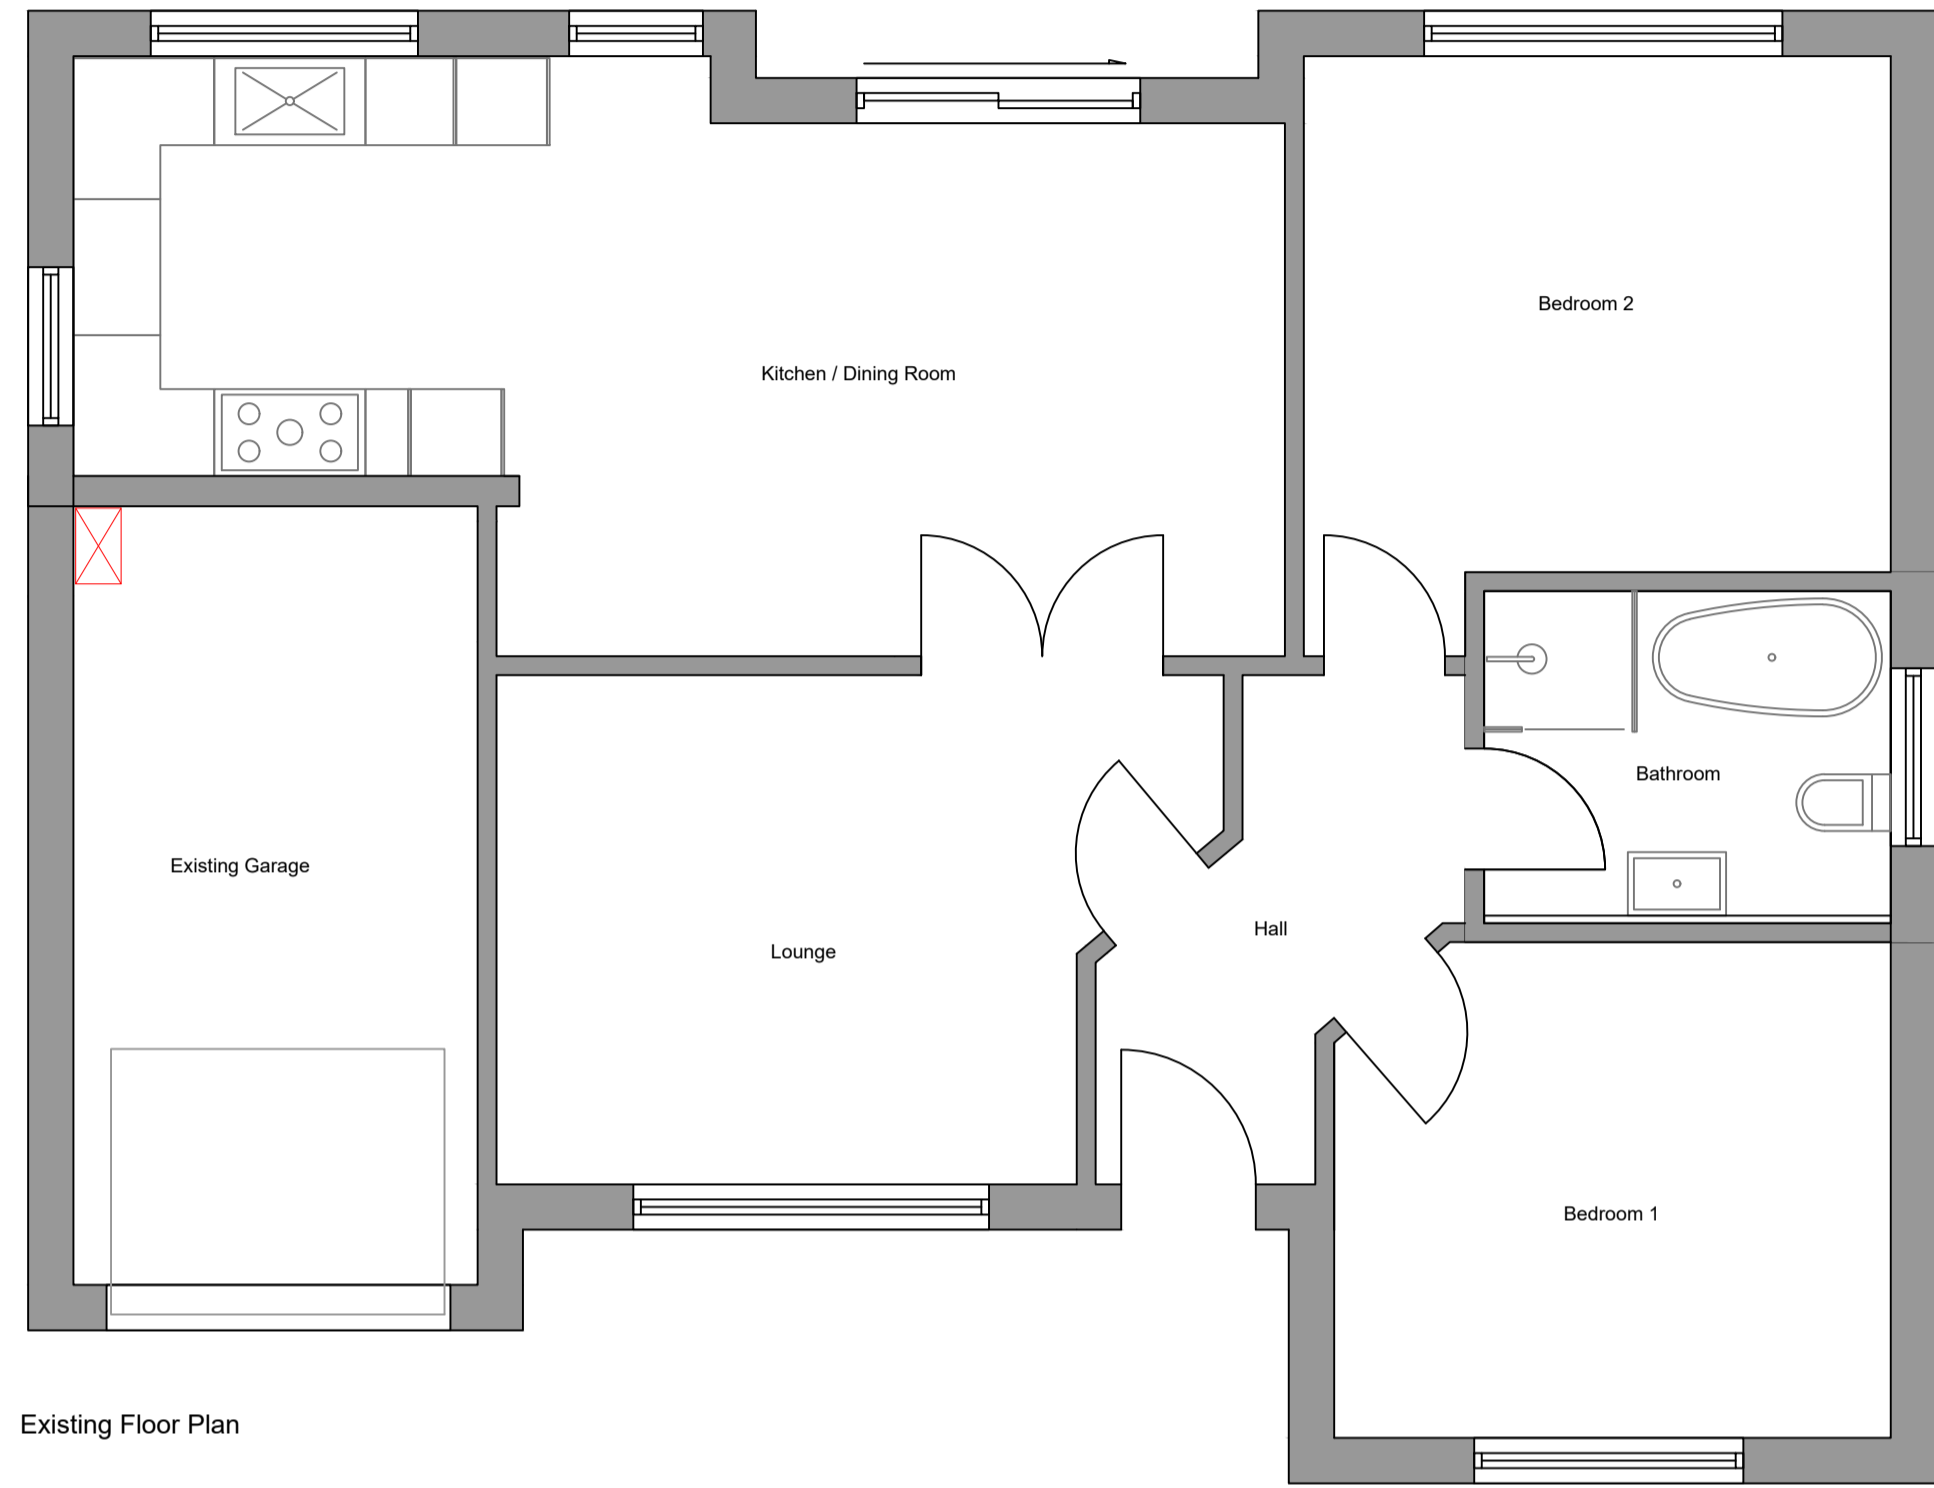 Bedroom 2
Kitchen / Dining Room
Bathroom
Existing Garage
Hall
Lounge
Bedroom 1
Existing Floor Plan